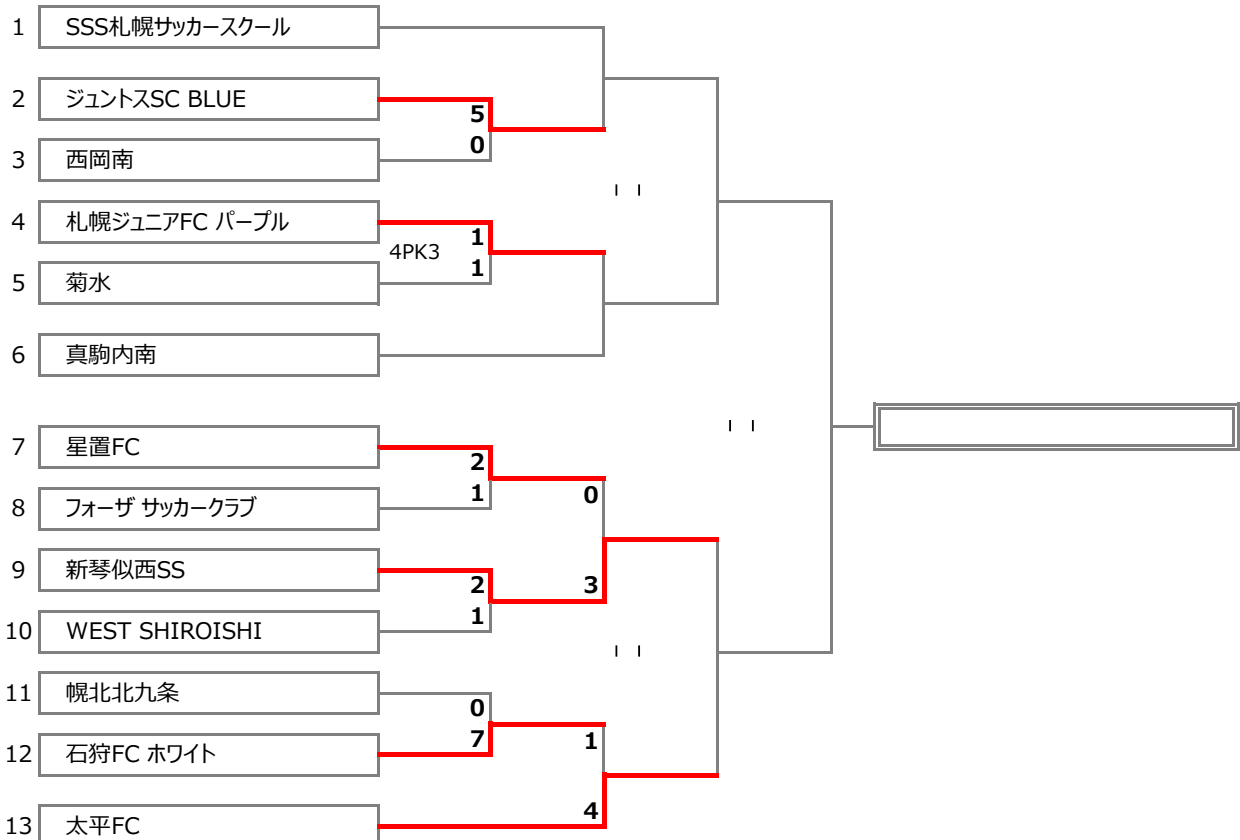 1 SSS札幌サッカースクール
2 ジュントスSC BLUE
5
0
3 西岡南
4 札幌ジュニアFC パープル
1
4PK3
1
5 菊水
6 真駒内南
7 星置FC
2
1
0
8 フォーザ サッカークラブ
9 新琴似西SS
2
3
1
10 WEST SHIROISHI
11 幌北北九条
0
7
1
12 石狩FC ホワイト
4
13 太平FC